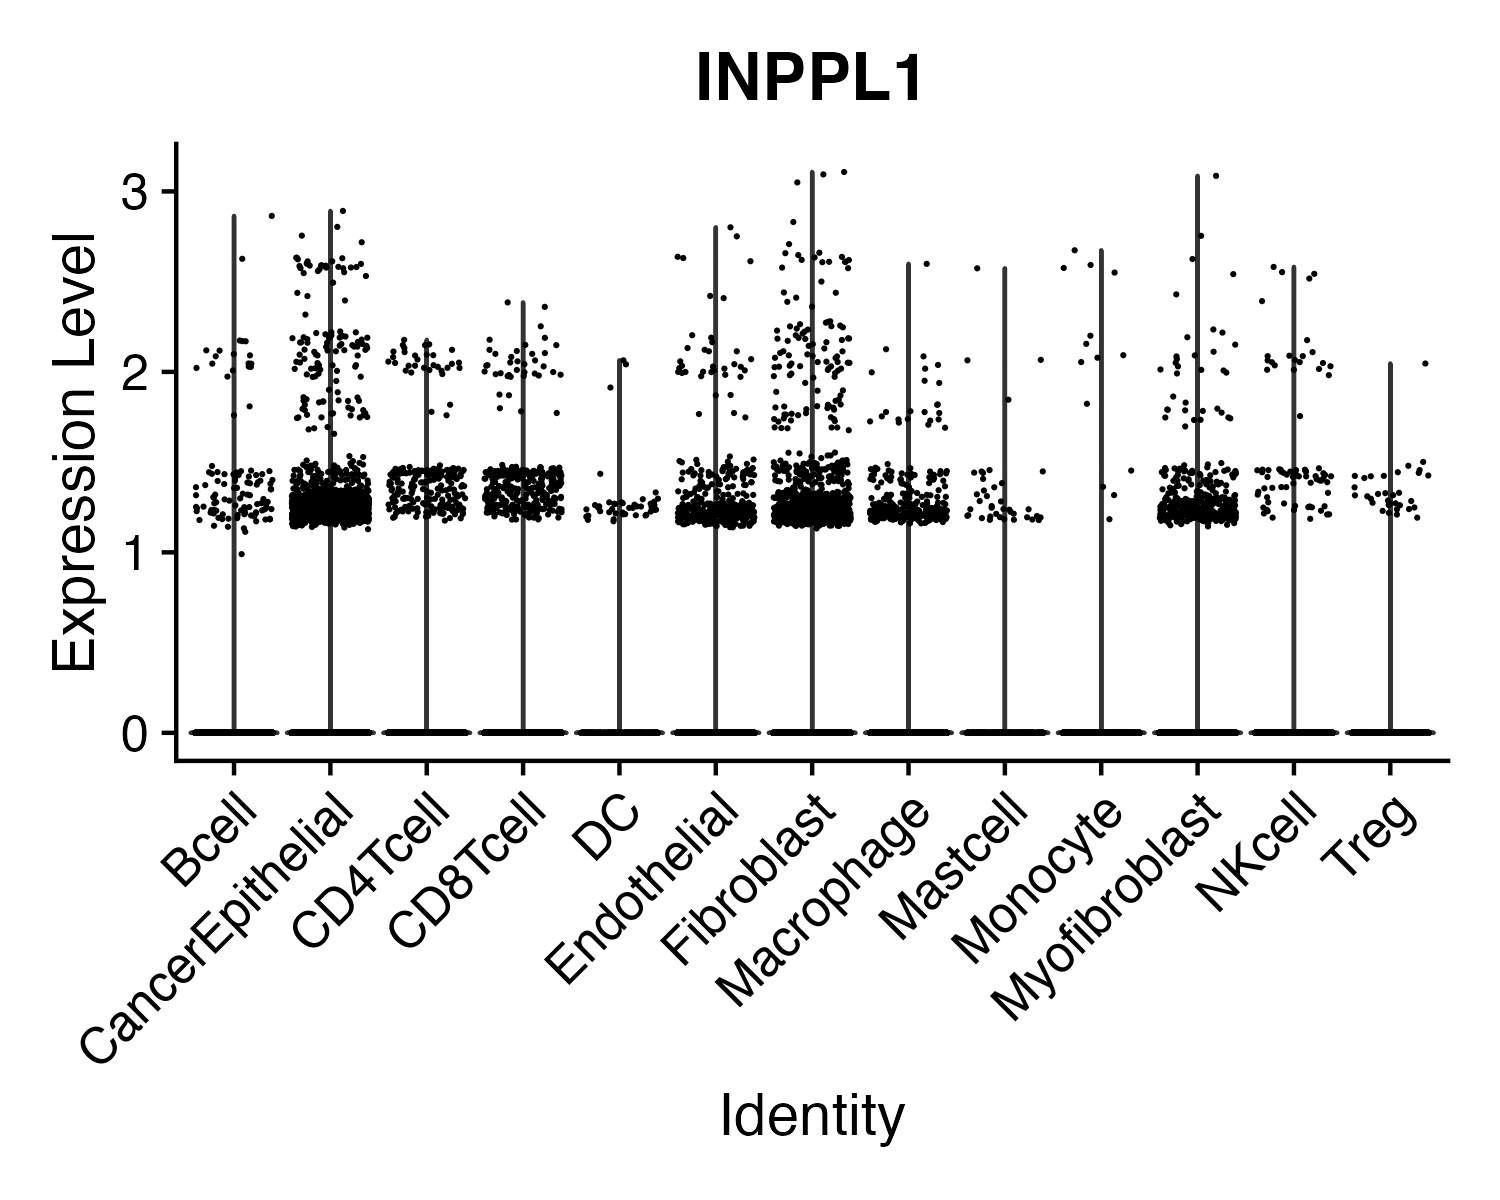 INPPL1
Expression Level
3
2
1
0
Bcell
CancerEpithelial
CD4Tcell
CD8Tcell
DC
Endothelial
Fibroblast
Macrophage
Mastcell
Monocyte
Myofibroblast
NKcell
Treg
Identity